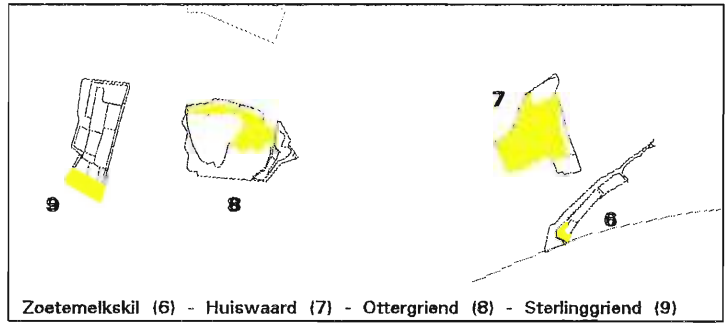 7
9
8
6
Zoetemelkskil (6) - Huiswaard (7) - Ottergriend (8) - Sterlinggriend (9)